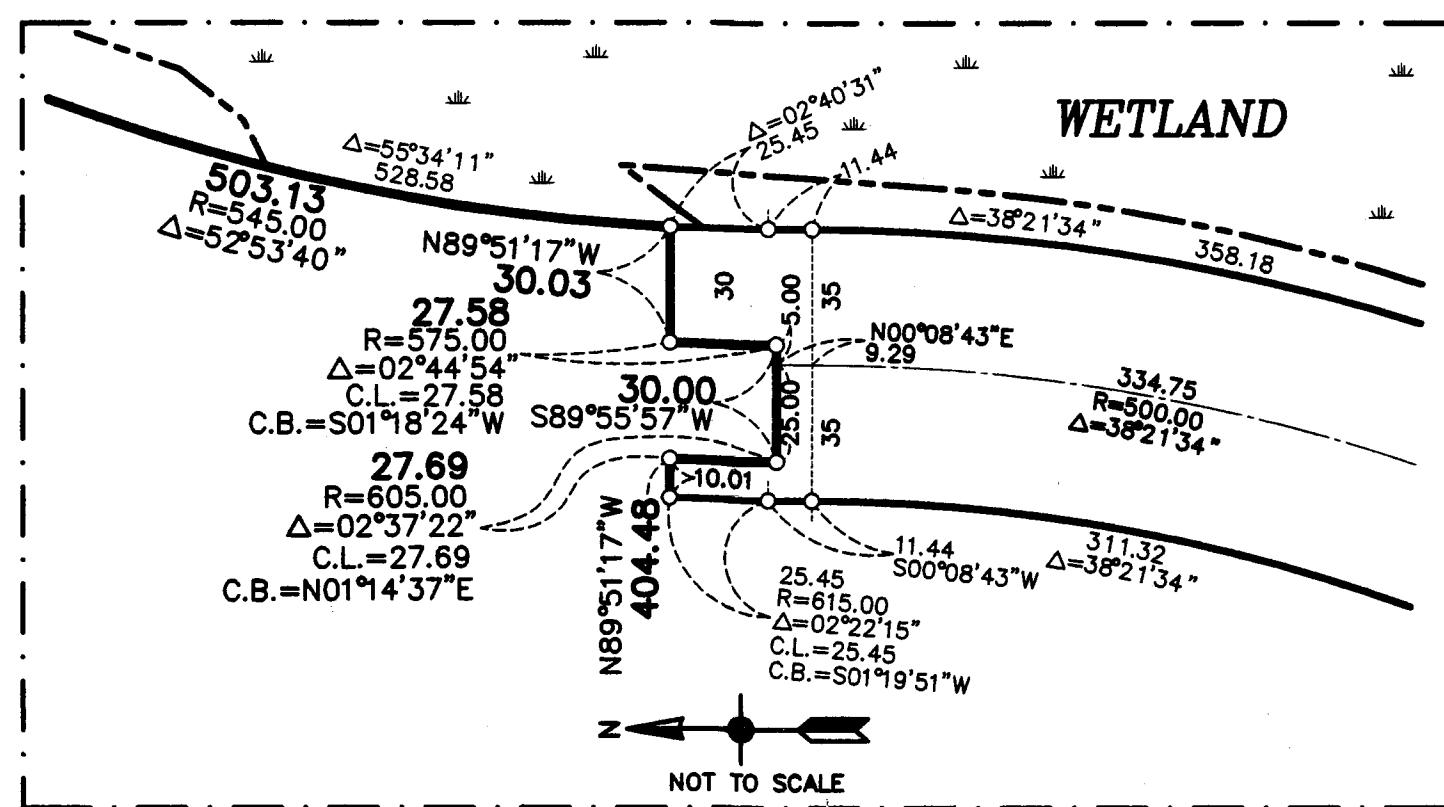 WETLAND
Δ=55°34'11"
528.58
Δ=02°40'31"
25.45
11.44
503.13
R=545.00
Δ=52°53'40"
Δ=38°21'34"
358.18
N89°51'17"W
30.03
30
5.00
35
27.58
R=575.00
Δ=02°44'54"
C.L.=27.58
C.B.=S01°18'24"W
N00°08'43"E
9.29
30.00
S89°55'57"W
25.00
35
334.75
R=500.00
Δ=38°21'34"
27.69
R=605.00
Δ=02°37'22"
C.L.=27.69
C.B.=N01°14'37"E
>10.01
N89°51'17"W
404.48
11.44
S00°08'43"W
311.32
Δ=38°21'34"
25.45
R=615.00
Δ=02°22'15"
C.L.=25.45
C.B.=S01°19'51"W
N
NOT TO SCALE